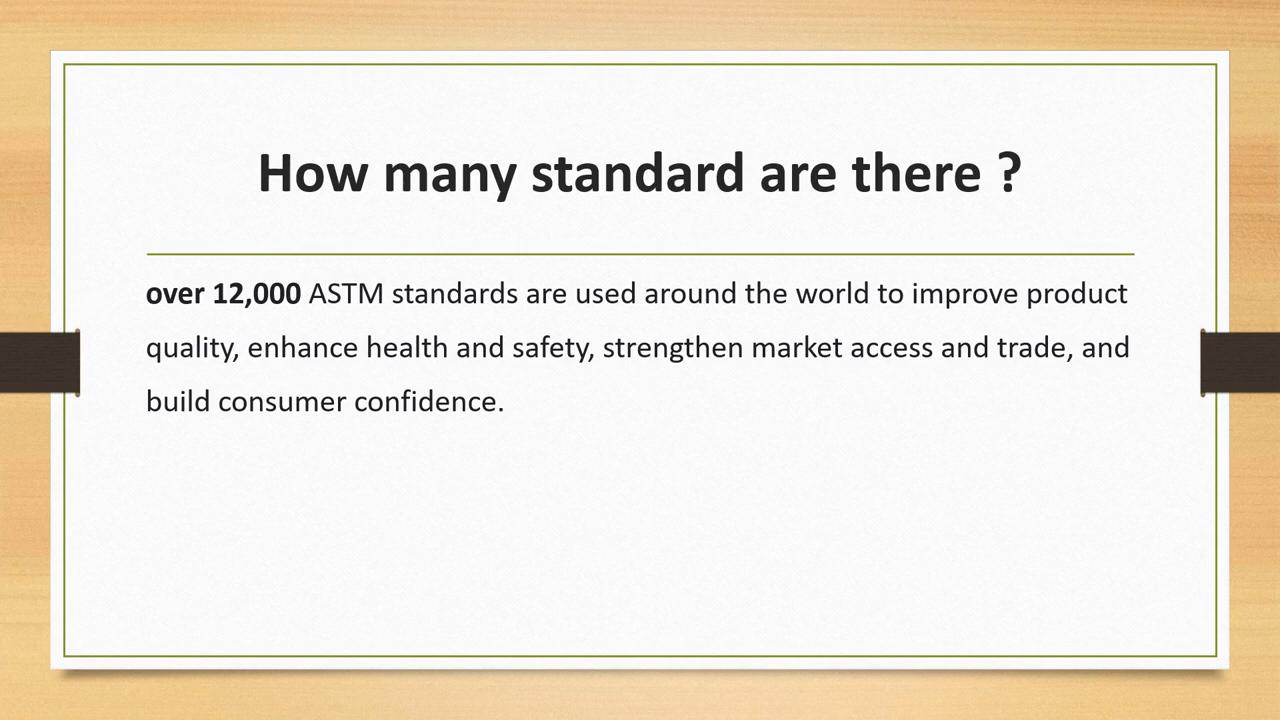 How many standard are there ?
over 12,000 ASTM standards are used around the world to improve product
quality, enhance health and safety, strengthen market access and trade, and
build consumer confidence.